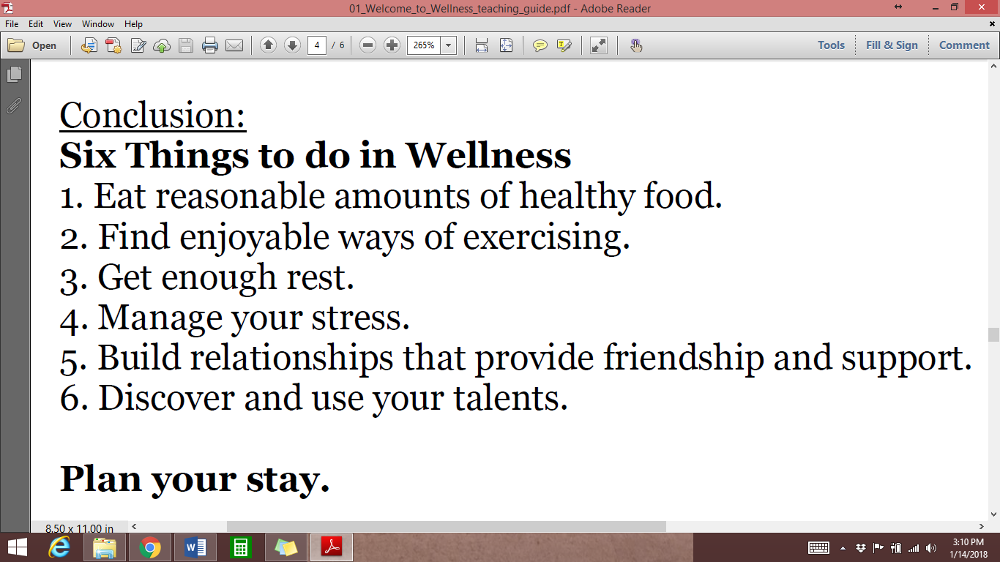 01_Welcome_to_Wellness_teaching_guide.pdf - Adobe Reader
File Edit View Window Help
Open 4 / 6 265% Tools Fill & Sign Comment
Conclusion:
Six Things to do in Wellness
1. Eat reasonable amounts of healthy food.
2. Find enjoyable ways of exercising.
3. Get enough rest.
4. Manage your stress.
5. Build relationships that provide friendship and support.
6. Discover and use your talents.
Plan your stay.
8.50 x 11.00 in
3:10 PM
1/14/2018